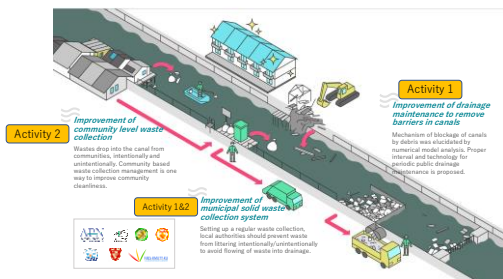 Activity 1
Improvement of drainage
maintenance to remove
barriers in canals
Mechanism of blockage of canals
by debris was elucidated by
numerical model analysis. Proper
interval and technology for
periodic public drainage
maintenance is proposed.
Activity 2
Improvement of
community level waste
collection
Wastes drop into the canal from
communities, intentionally and
unintentionally. Community based
waste collection management is one
way to improve community
cleanliness.
Activity 1&2
Improvement of
municipal solid waste
collection system
Setting up a regular waste collection,
local authorities should prevent waste
from littering intentionally/unintentionally
to avoid flowing of waste into drainage.
APN